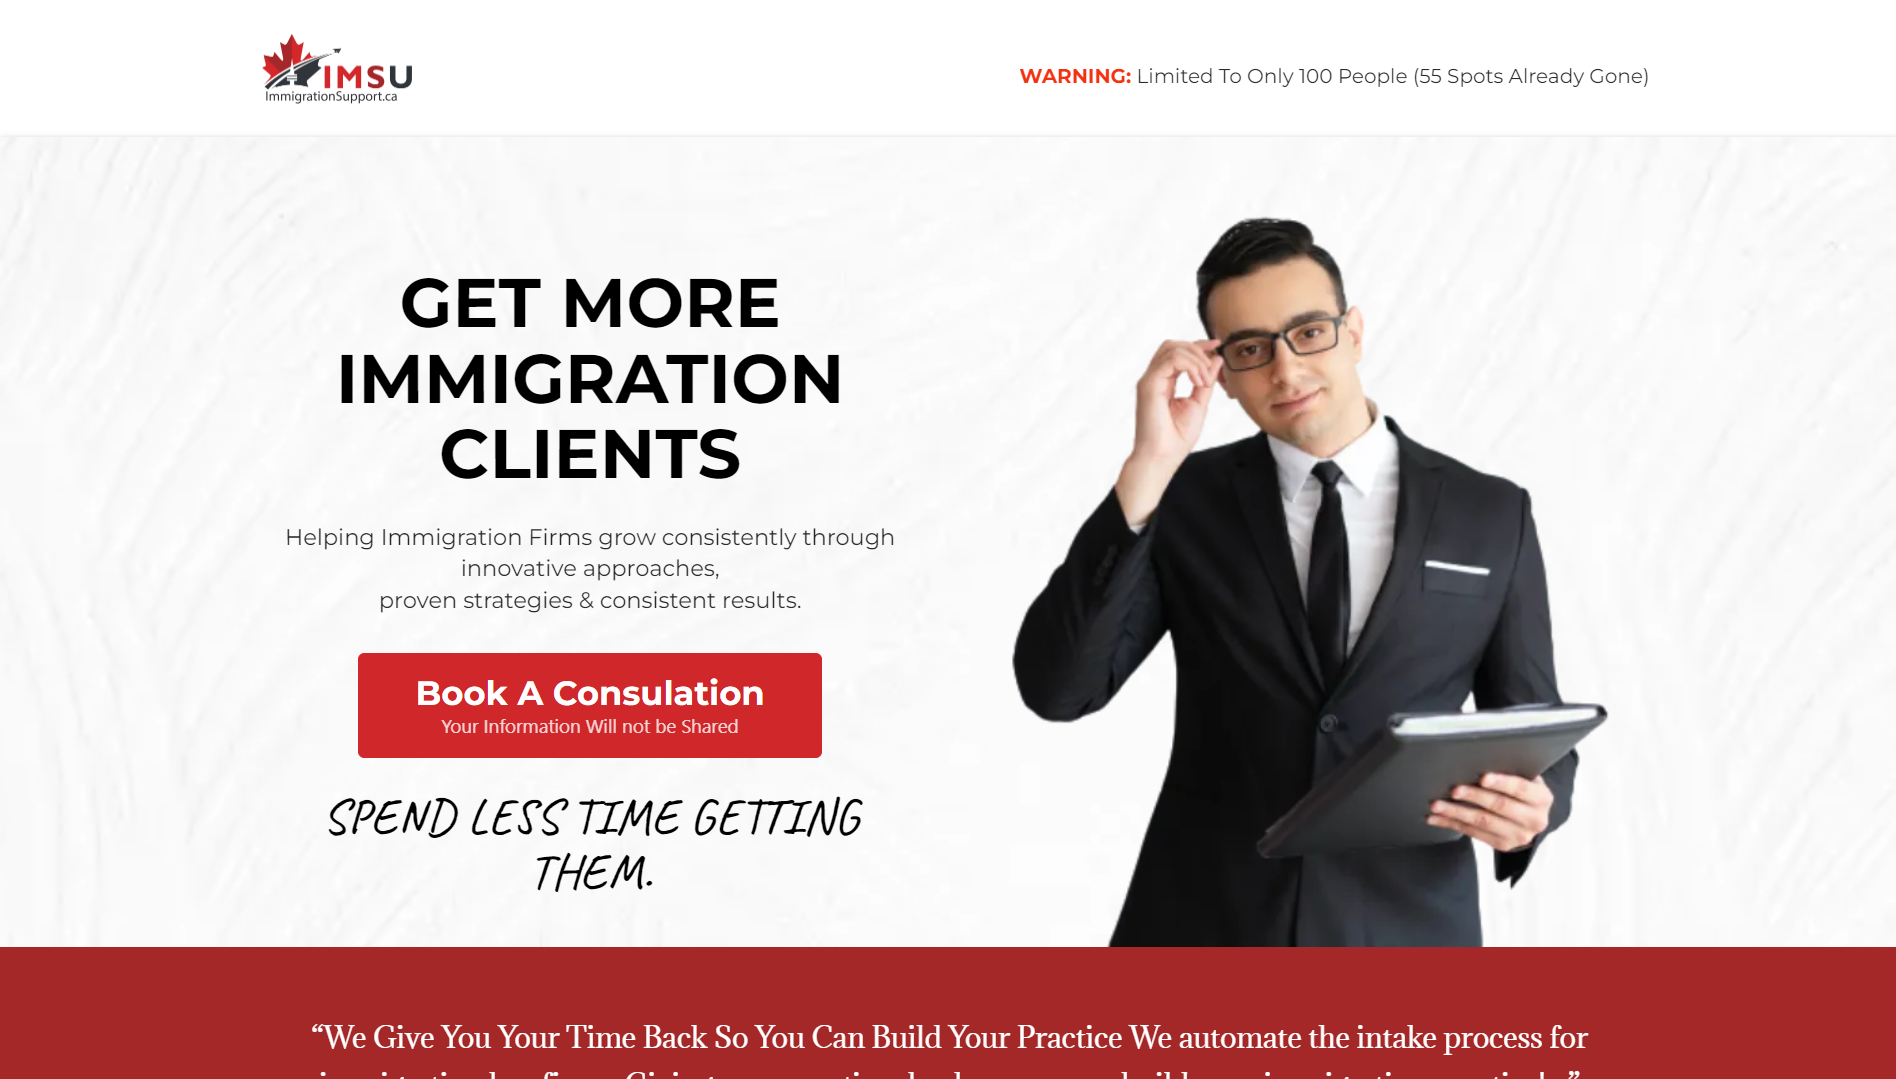 IMSU
ImmigrationSupport.ca
WARNING: Limited To Only 100 People (55 Spots Already Gone)
GET MORE
IMMIGRATION
CLIENTS
Helping Immigration Firms grow consistently through
innovative approaches,
proven strategies & consistent results.
Book A Consulation
Your Information Will not be Shared
SPEND LESS TIME GETTING
THEM.
“We Give You Your Time Back So You Can Build Your Practice We automate the intake process for